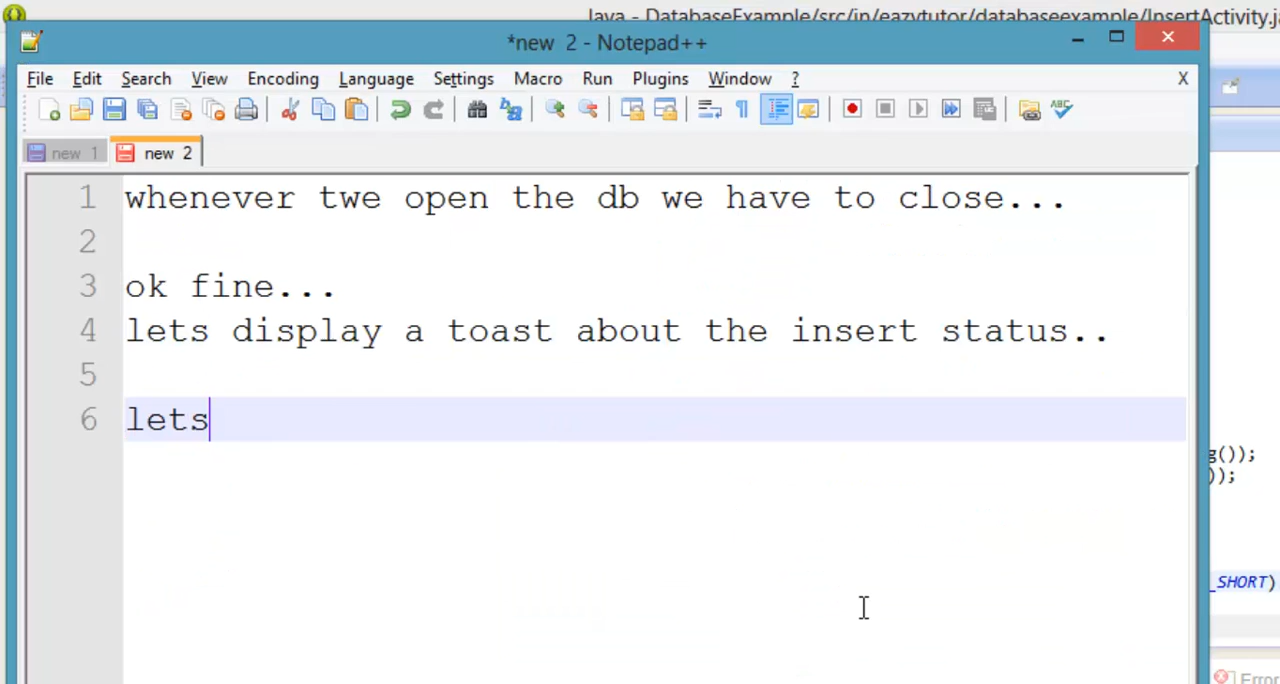 Java - DatabaseExample/src/in/eazytutor/databaseexample/InsertActivity.j
*new 2 - Notepad++
File Edit Search View Encoding Language Settings Macro Run Plugins Window ? X
new 1 new 2
1 whenever twe open the db we have to close...
2
3 ok fine...
4 lets display a toast about the insert status..
5
6 lets
g());
));
_SHORT)
Error